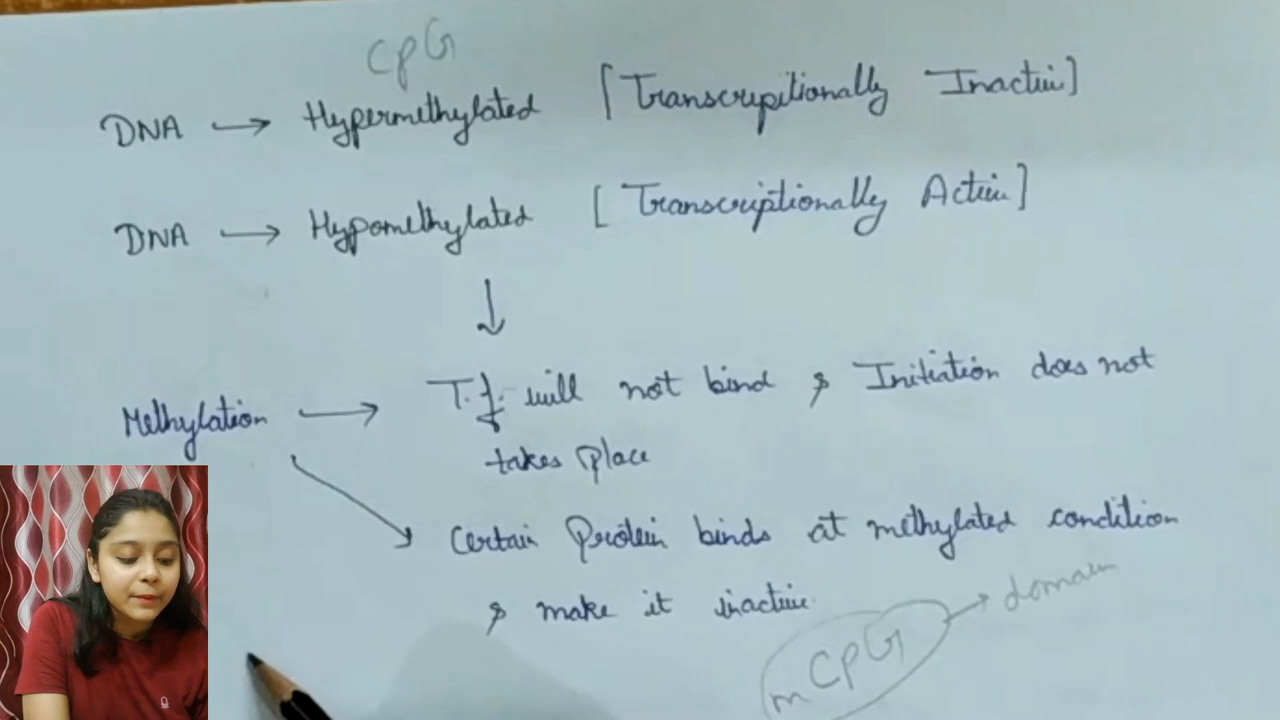 CpG
DNA → Hypermethylated [Transcripitionally Inactive]
DNA → Hypomethylated [Transcriptionally Active]
↓
Methylation → T.f. will not bind & Initiation does not
takes place
Certain Protein binds at methylated condition
& make it inactive
mCpG → domain